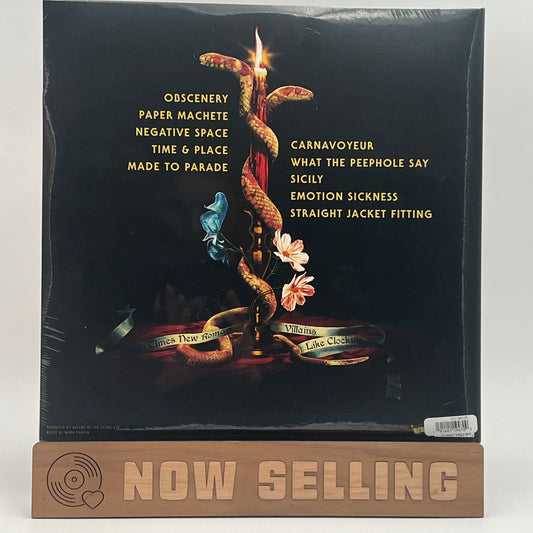 OBSCENERY
PAPER MACHETE
NEGATIVE SPACE
TIME & PLACE
MADE TO PARADE
CARNAVOYEUR
WHAT THE PEEPHOLE SAY
SICILY
EMOTION SICKNESS
STRAIGHT JACKET FITTING
Times New Roman
Villains
Like Clockwork
PRODUCED BY QUEENS OF THE STONE AGE
MIXED BY MARK RANKIN
NOW SELLING